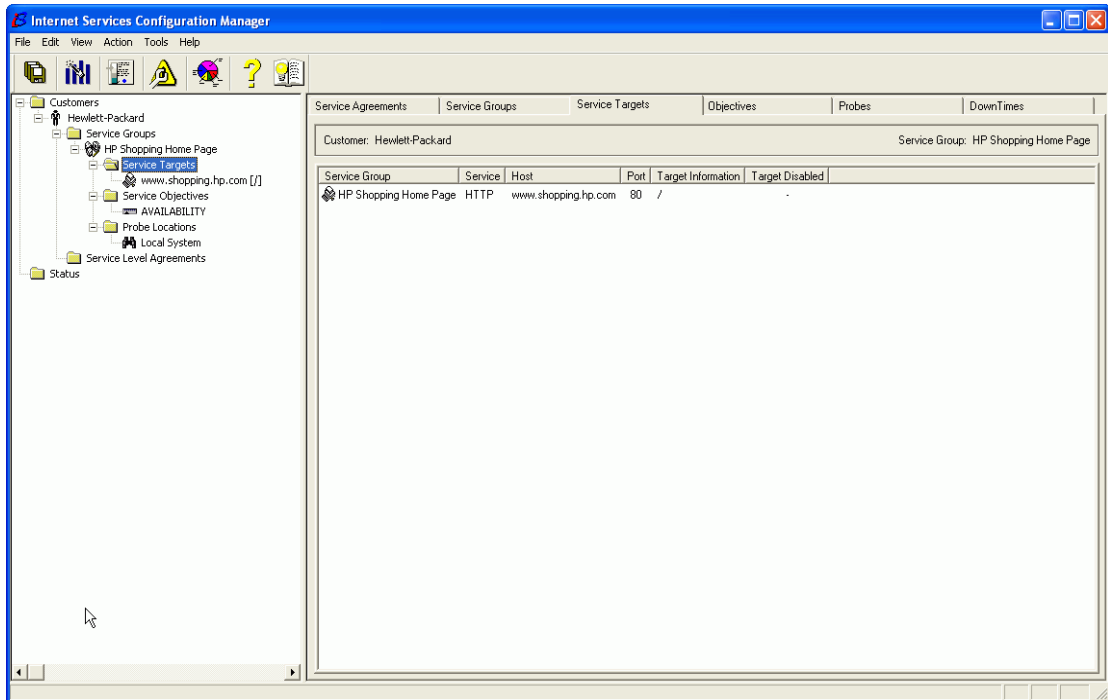 Internet Services Configuration Manager
File Edit View Action Tools Help
Customers
Hewlett-Packard
Service Groups
HP Shopping Home Page
Service Targets
www.shopping.hp.com [/]
Service Objectives
AVAILABILITY
Probe Locations
Local System
Service Level Agreements
Status
Service Agreements Service Groups Service Targets Objectives Probes DownTimes
Customer: Hewlett-Packard Service Group: HP Shopping Home Page
Service Group Service Host Port Target Information Target Disabled
HP Shopping Home Page HTTP www.shopping.hp.com 80 / -